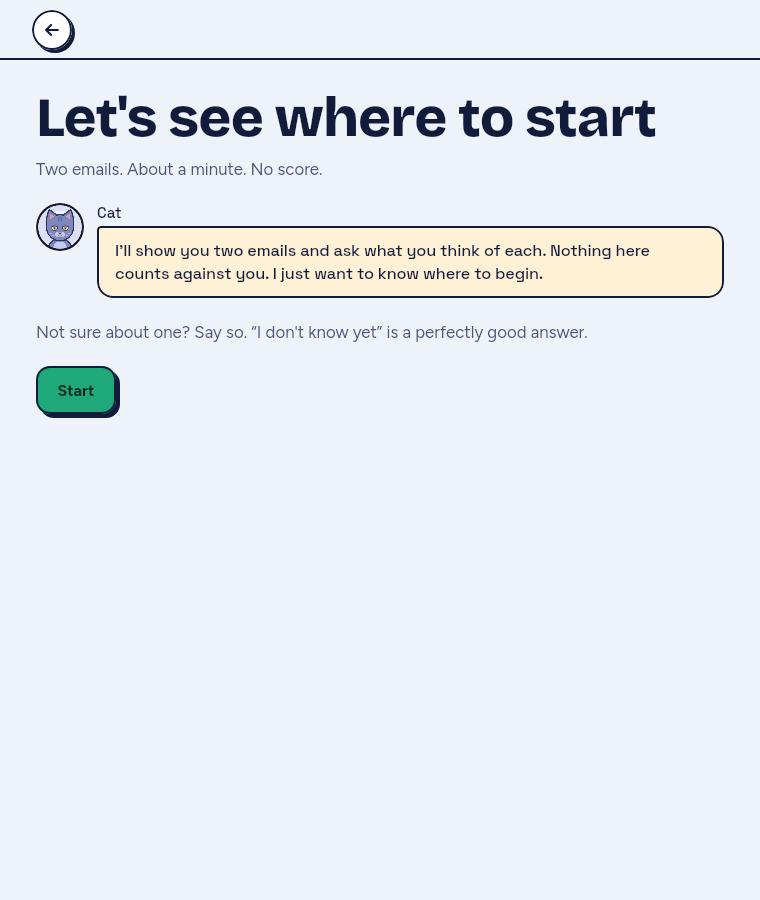 Let's see where to start
Two emails. About a minute. No score.
Cat
I’ll show you two emails and ask what you think of each. Nothing here
counts against you. I just want to know where to begin.
Not sure about one? Say so. “I don't know yet” is a perfectly good answer.
Start